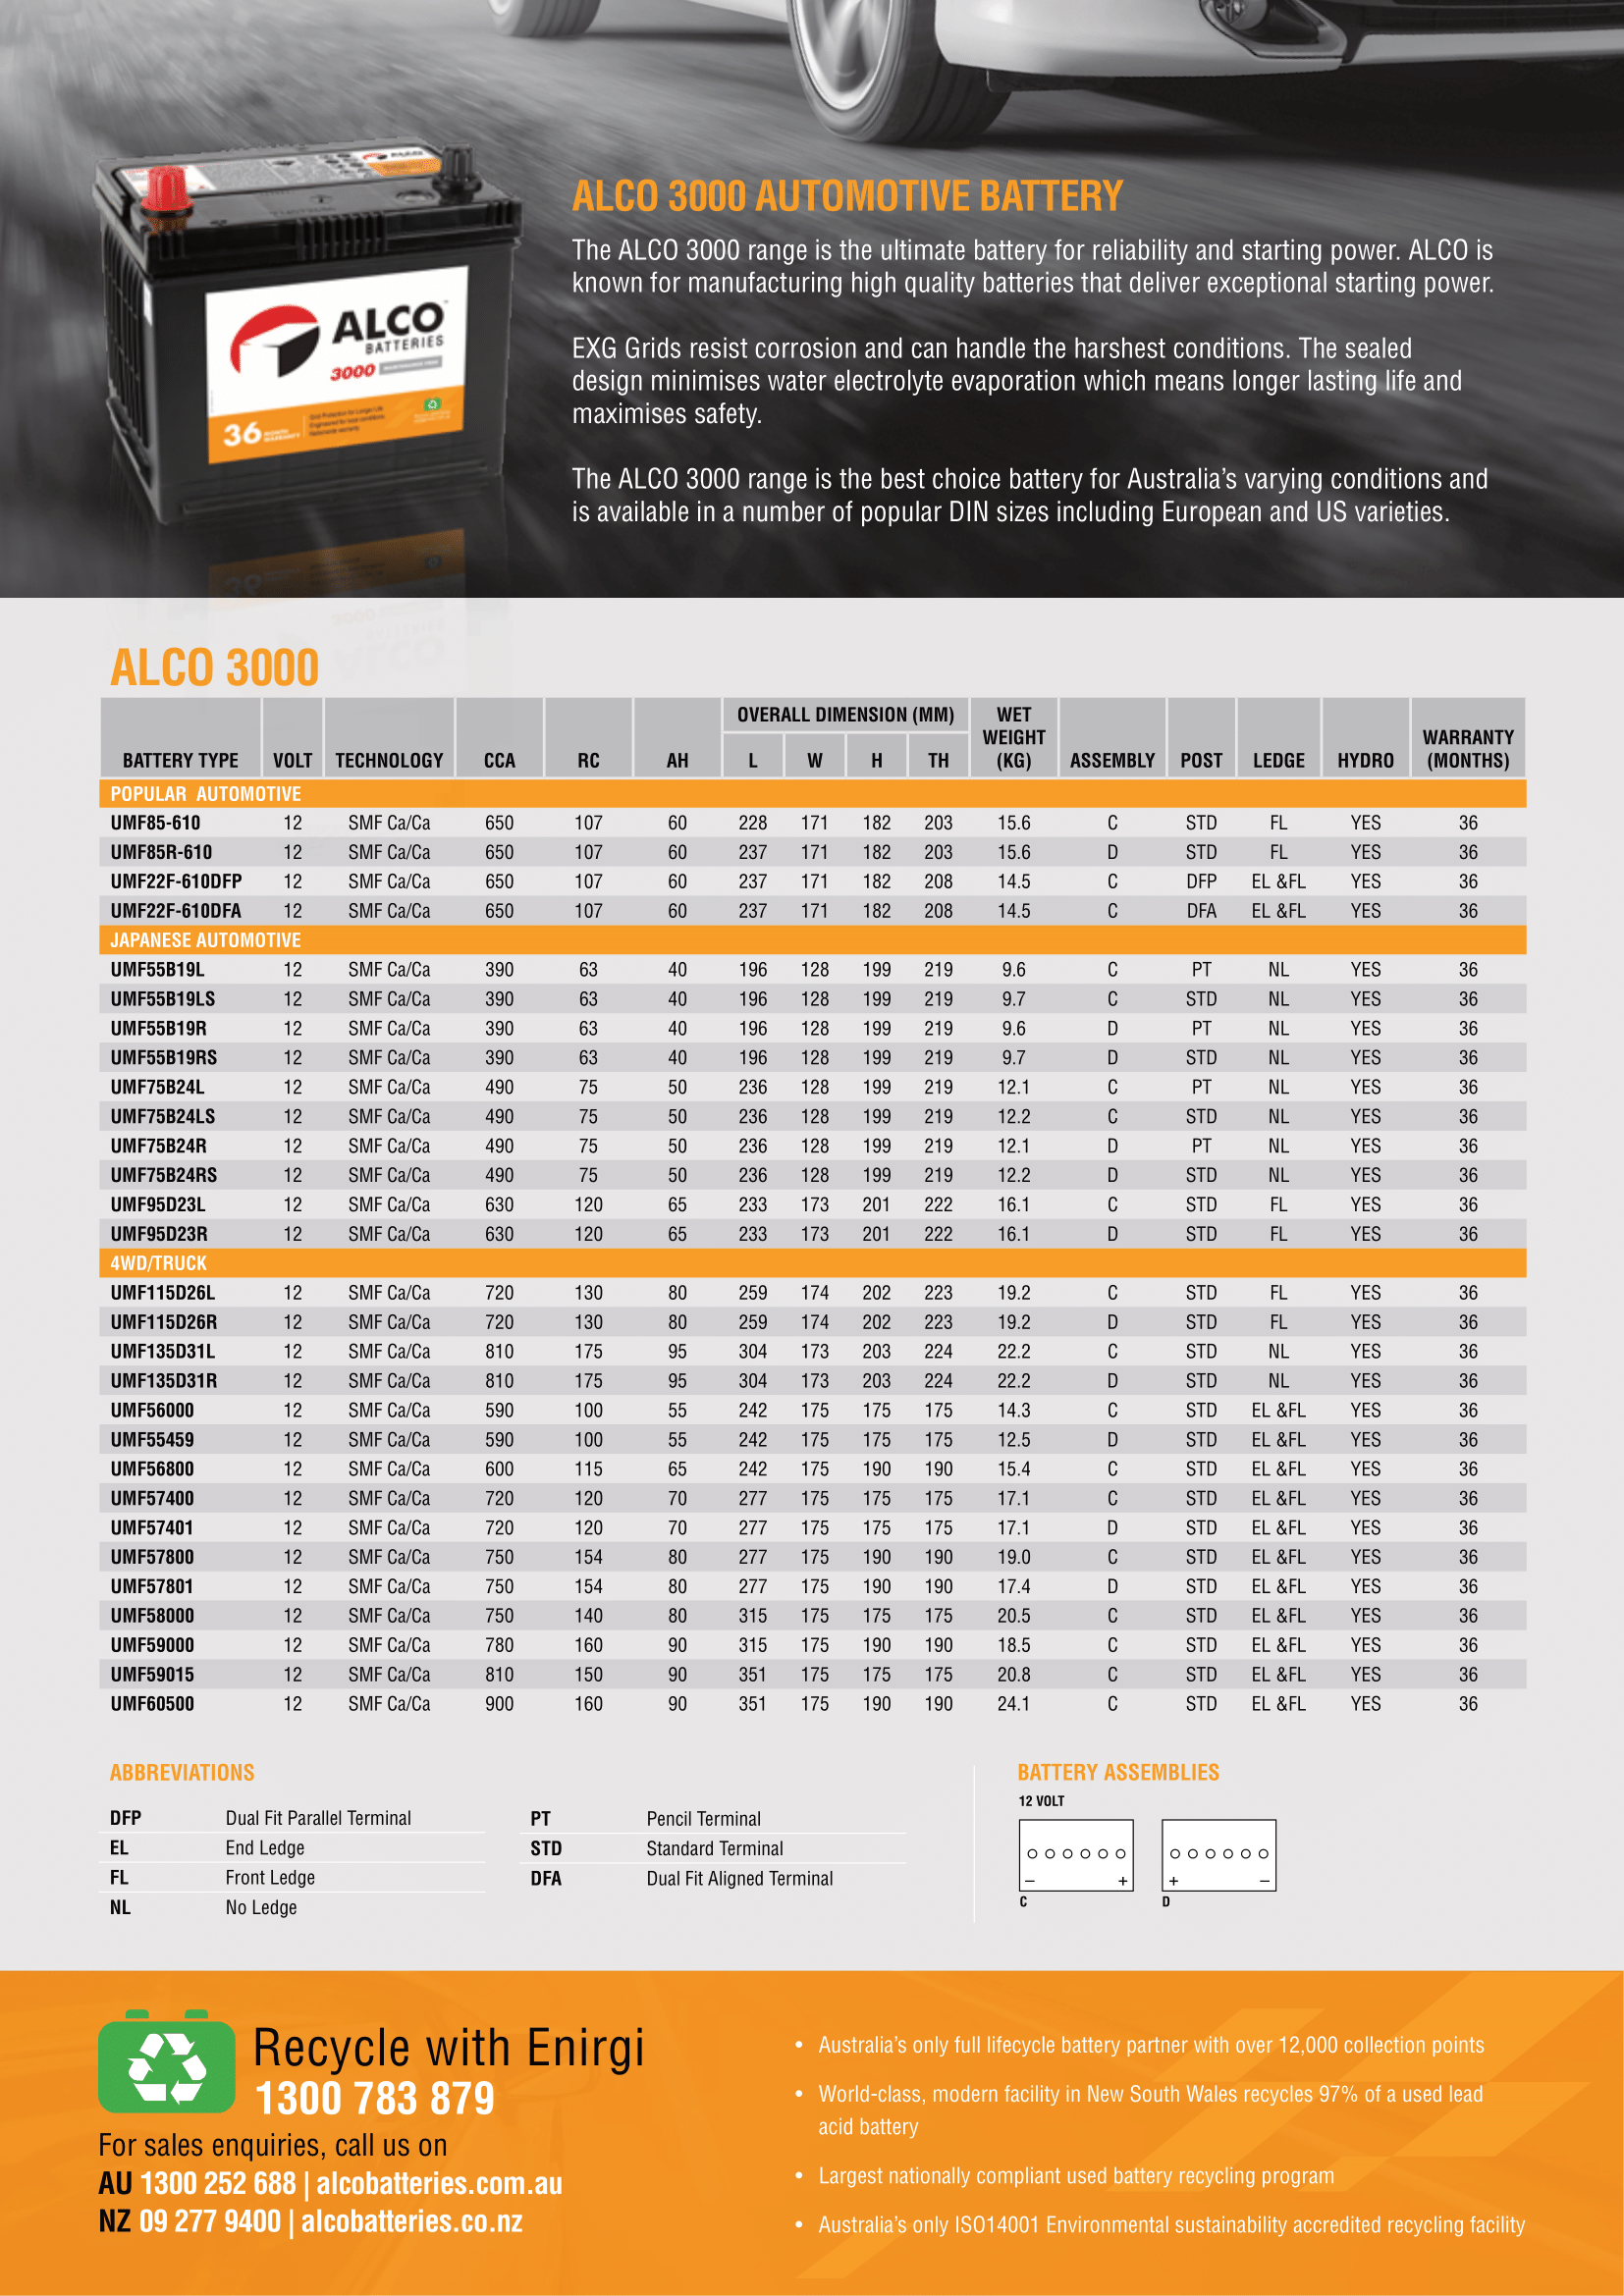 ALCO
BATTERIES
3000
36 MONTH
WARRANTY
ALCO 3000 AUTOMOTIVE BATTERY
The ALCO 3000 range is the ultimate battery for reliability and starting power. ALCO is
known for manufacturing high quality batteries that deliver exceptional starting power.
EXG Grids resist corrosion and can handle the harshest conditions. The sealed
design minimises water electrolyte evaporation which means longer lasting life and
maximises safety.
The ALCO 3000 range is the best choice battery for Australia’s varying conditions and
is available in a number of popular DIN sizes including European and US varieties.
ALCO 3000
BATTERY TYPE VOLT TECHNOLOGY CCA RC AH OVERALL DIMENSION (MM) L W H TH WET WEIGHT (KG) ASSEMBLY POST LEDGE HYDRO WARRANTY (MONTHS)
POPULAR AUTOMOTIVE
UMF85-610 12 SMF Ca/Ca 650 107 60 228 171 182 203 15.6 C STD FL YES 36
UMF85R-610 12 SMF Ca/Ca 650 107 60 237 171 182 203 15.6 D STD FL YES 36
UMF22F-610DFP 12 SMF Ca/Ca 650 107 60 237 171 182 208 14.5 C DFP EL &FL YES 36
UMF22F-610DFA 12 SMF Ca/Ca 650 107 60 237 171 182 208 14.5 C DFA EL &FL YES 36
JAPANESE AUTOMOTIVE
UMF55B19L 12 SMF Ca/Ca 390 63 40 196 128 199 219 9.6 C PT NL YES 36
UMF55B19LS 12 SMF Ca/Ca 390 63 40 196 128 199 219 9.7 C STD NL YES 36
UMF55B19R 12 SMF Ca/Ca 390 63 40 196 128 199 219 9.6 D PT NL YES 36
UMF55B19RS 12 SMF Ca/Ca 390 63 40 196 128 199 219 9.7 D STD NL YES 36
UMF75B24L 12 SMF Ca/Ca 490 75 50 236 128 199 219 12.1 C PT NL YES 36
UMF75B24LS 12 SMF Ca/Ca 490 75 50 236 128 199 219 12.2 C STD NL YES 36
UMF75B24R 12 SMF Ca/Ca 490 75 50 236 128 199 219 12.1 D PT NL YES 36
UMF75B24RS 12 SMF Ca/Ca 490 75 50 236 128 199 219 12.2 D STD NL YES 36
UMF95D23L 12 SMF Ca/Ca 630 120 65 233 173 201 222 16.1 C STD FL YES 36
UMF95D23R 12 SMF Ca/Ca 630 120 65 233 173 201 222 16.1 D STD FL YES 36
4WD/TRUCK
UMF115D26L 12 SMF Ca/Ca 720 130 80 259 174 202 223 19.2 C STD FL YES 36
UMF115D26R 12 SMF Ca/Ca 720 130 80 259 174 202 223 19.2 D STD FL YES 36
UMF135D31L 12 SMF Ca/Ca 810 175 95 304 173 203 224 22.2 C STD NL YES 36
UMF135D31R 12 SMF Ca/Ca 810 175 95 304 173 203 224 22.2 D STD NL YES 36
UMF56000 12 SMF Ca/Ca 590 100 55 242 175 175 175 14.3 C STD EL &FL YES 36
UMF55459 12 SMF Ca/Ca 590 100 55 242 175 175 175 12.5 D STD EL &FL YES 36
UMF56800 12 SMF Ca/Ca 600 115 65 242 175 190 190 15.4 C STD EL &FL YES 36
UMF57400 12 SMF Ca/Ca 720 120 70 277 175 175 175 17.1 C STD EL &FL YES 36
UMF57401 12 SMF Ca/Ca 720 120 70 277 175 175 175 17.1 D STD EL &FL YES 36
UMF57800 12 SMF Ca/Ca 750 154 80 277 175 190 190 19.0 C STD EL &FL YES 36
UMF57801 12 SMF Ca/Ca 750 154 80 277 175 190 190 17.4 D STD EL &FL YES 36
UMF58000 12 SMF Ca/Ca 750 140 80 315 175 175 175 20.5 C STD EL &FL YES 36
UMF59000 12 SMF Ca/Ca 780 160 90 315 175 190 190 18.5 C STD EL &FL YES 36
UMF59015 12 SMF Ca/Ca 810 150 90 351 175 175 175 20.8 C STD EL &FL YES 36
UMF60500 12 SMF Ca/Ca 900 160 90 351 175 190 190 24.1 C STD EL &FL YES 36
ABBREVIATIONS
DFP Dual Fit Parallel Terminal
EL End Ledge
FL Front Ledge
NL No Ledge
PT Pencil Terminal
STD Standard Terminal
DFA Dual Fit Aligned Terminal
BATTERY ASSEMBLIES
12 VOLT
– +
C
+ –
D
Recycle with Enirgi
1300 783 879
For sales enquiries, call us on
AU 1300 252 688 | alcobatteries.com.au
NZ 09 277 9400 | alcobatteries.co.nz
• Australia’s only full lifecycle battery partner with over 12,000 collection points
• World-class, modern facility in New South Wales recycles 97% of a used lead
acid battery
• Largest nationally compliant used battery recycling program
• Australia’s only ISO14001 Environmental sustainability accredited recycling facility